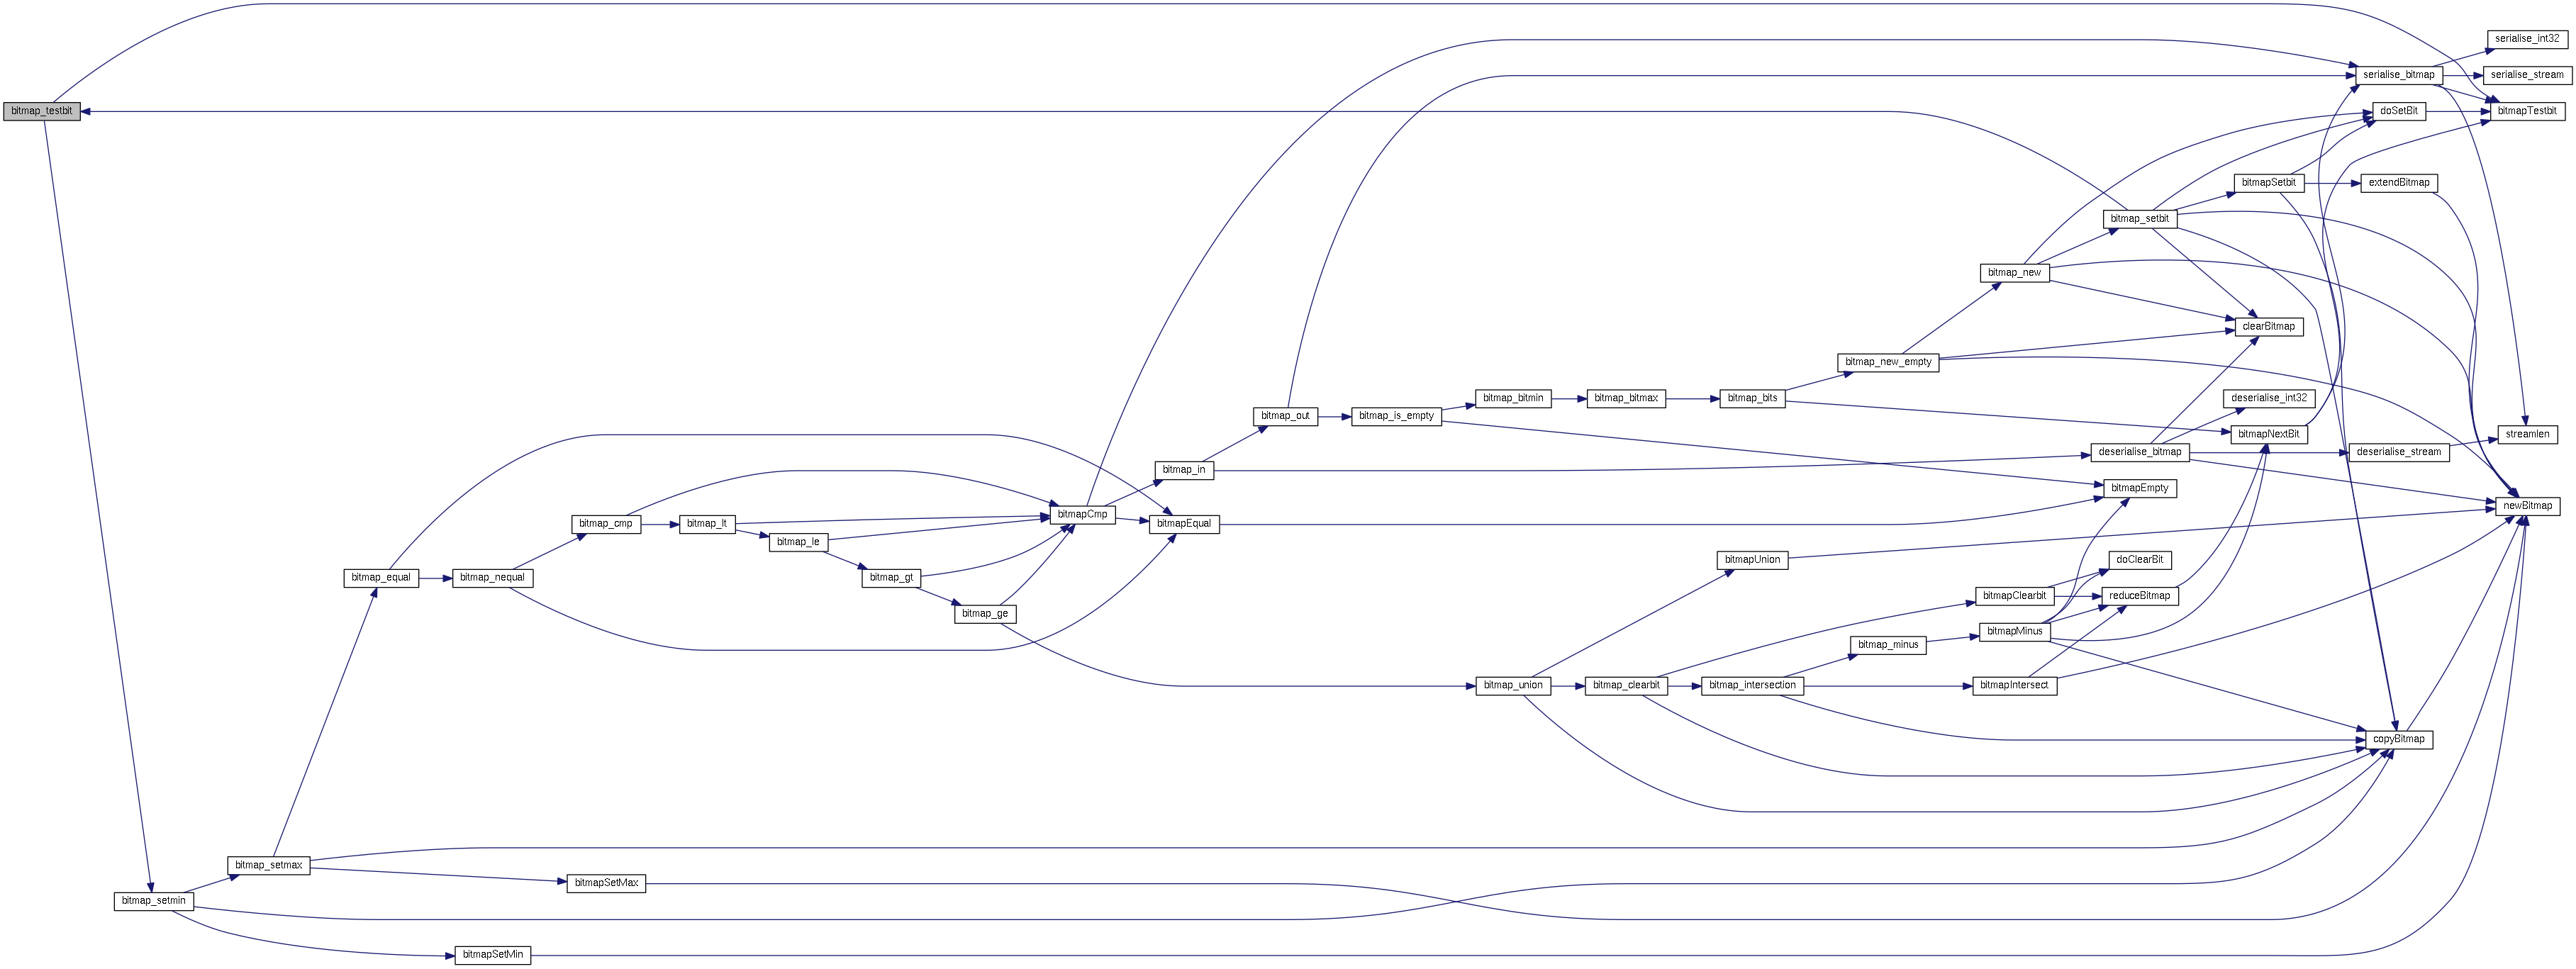 serialise_int32
serialise_bitmap
serialise_stream
bitmap_testbit
doSetBit
bitmapTestbit
bitmapSetbit
extendBitmap
bitmap_setbit
bitmap_new
clearBitmap
bitmap_new_empty
bitmap_bitmin
bitmap_bitmax
bitmap_bits
deserialise_int32
bitmap_out
bitmap_is_empty
bitmapNextBit
streamlen
deserialise_bitmap
deserialise_stream
bitmap_in
bitmapEmpty
newBitmap
bitmapCmp
bitmapEqual
bitmap_cmp
bitmap_lt
bitmap_le
bitmapUnion
doClearBit
bitmap_equal
bitmap_nequal
bitmap_gt
bitmapClearbit
reduceBitmap
bitmap_ge
bitmapMinus
bitmap_minus
bitmap_union
bitmap_clearbit
bitmap_intersection
bitmapIntersect
copyBitmap
bitmap_setmax
bitmapSetMax
bitmap_setmin
bitmapSetMin